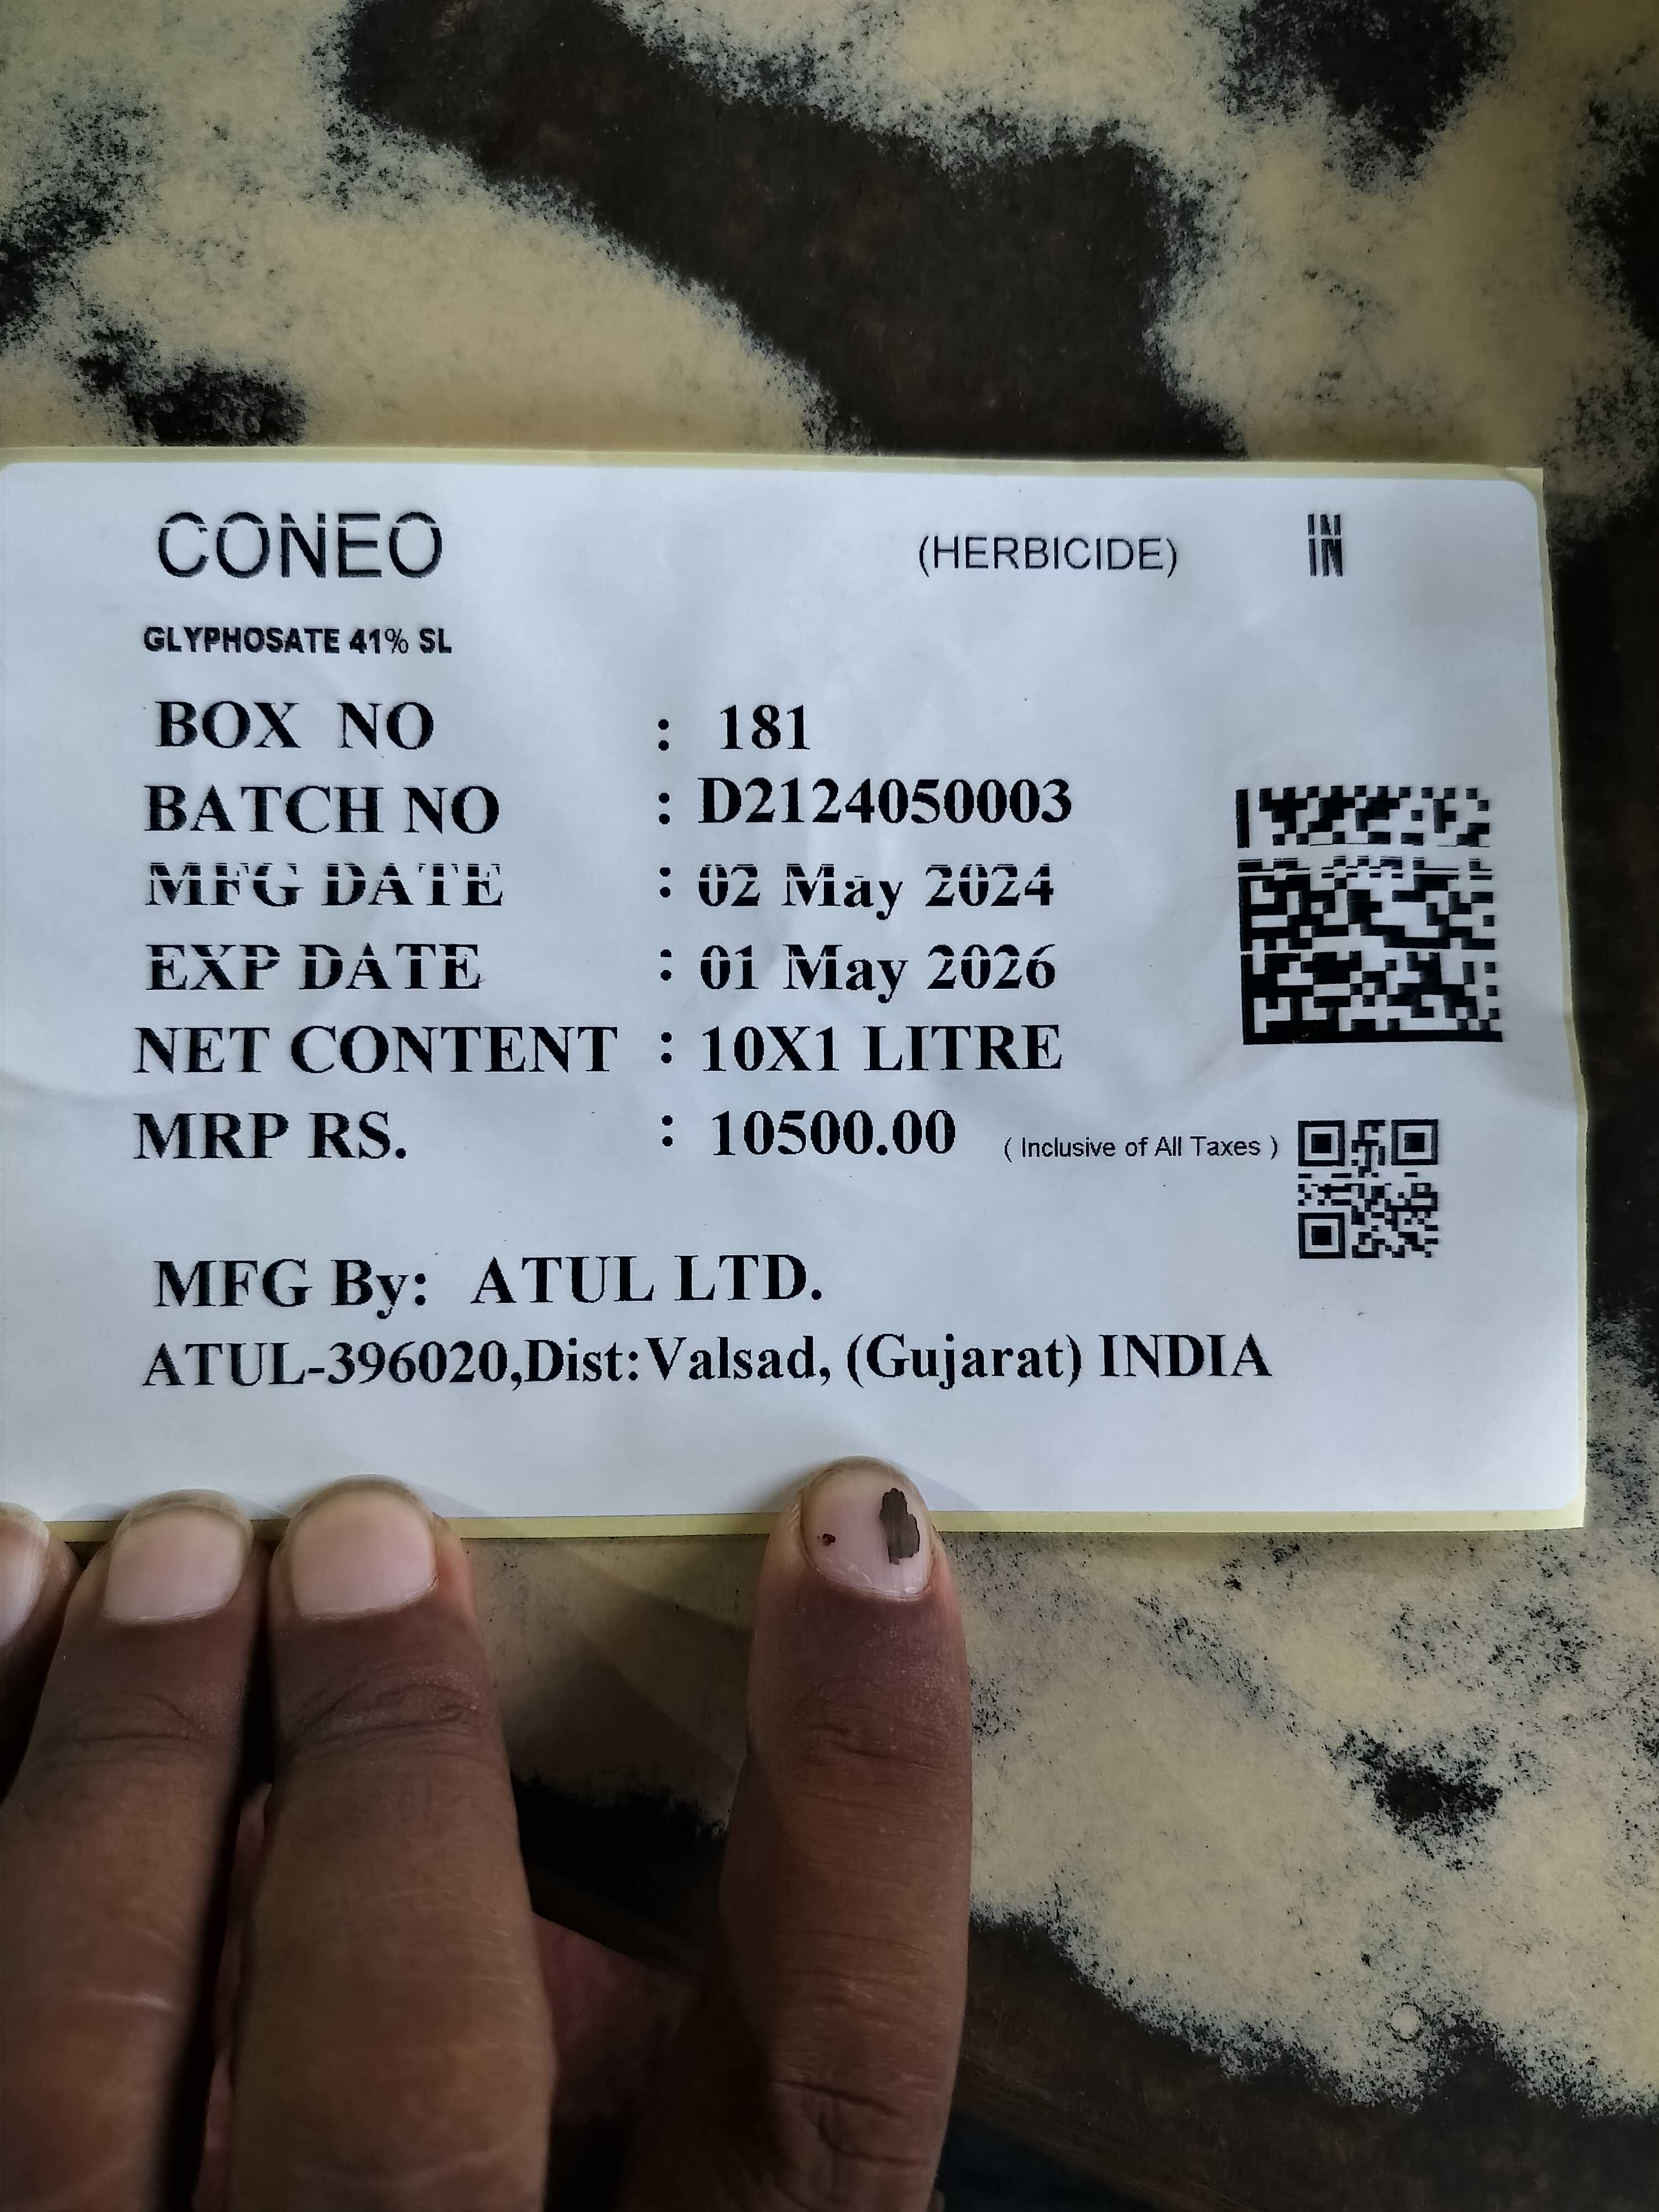 CONEO (HERBICIDE) IN
GLYPHOSATE 41% SL
BOX NO : 181
BATCH NO : D2124050003
MFG DATE : 02 May 2024
EXP DATE : 01 May 2026
NET CONTENT : 10X1 LITRE
MRP RS. : 10500.00 ( Inclusive of All Taxes )
MFG By: ATUL LTD.
ATUL-396020,Dist:Valsad, (Gujarat) INDIA